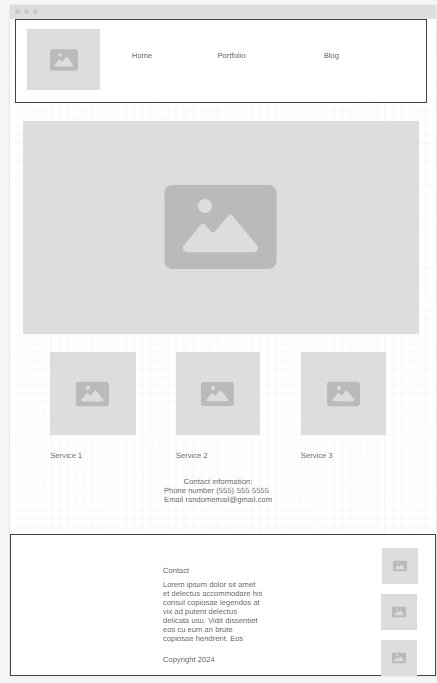 Home Portfolio Blog
Service 1 Service 2 Service 3
Contact information:
Phone number (555) 555 5555
Email randomemail@gmail.com
Contact
Lorem ipsum dolor sit amet
et delectus accommodare his
consul copiosae legendos at
vix ad putent delectus
delicata usu. Vidit dissentiet
eos cu eum an brute
copiosae hendrerit. Eos
Copyright 2024